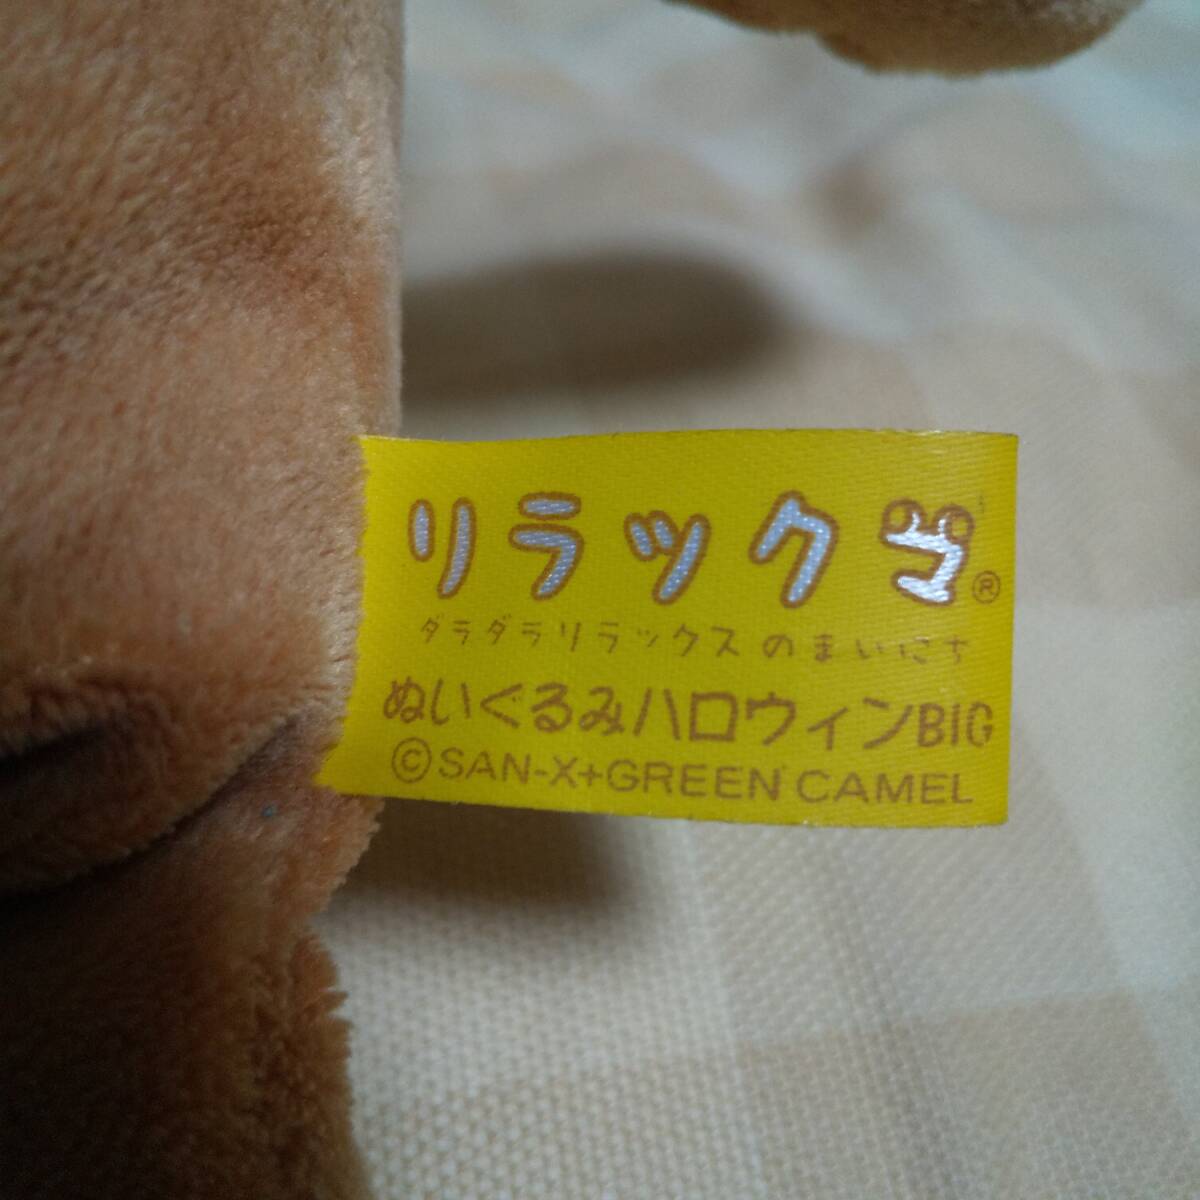 リラックマ®
ダラダラリラックスのまいにち
ぬいぐるみハロウィンBIG
©SAN-X+GREEN CAMEL